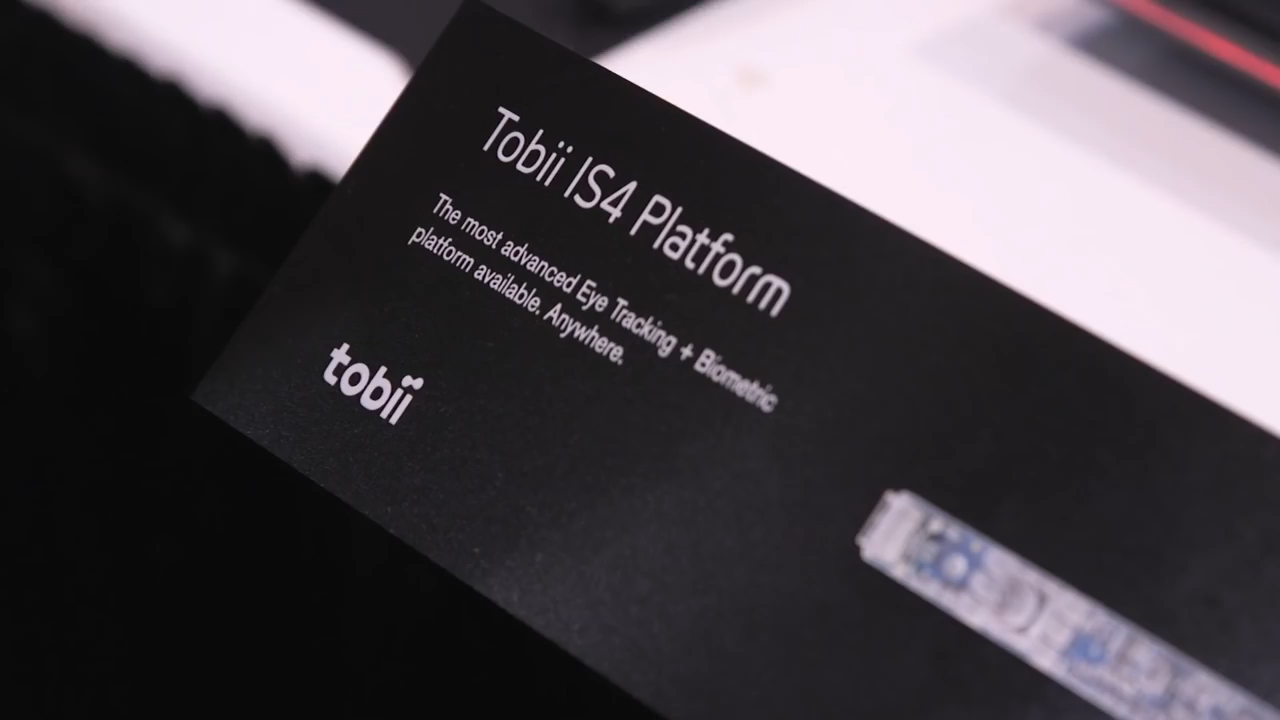 Tobii IS4 Platform
The most advanced Eye Tracking + Biometric
platform available. Anywhere.
tobii